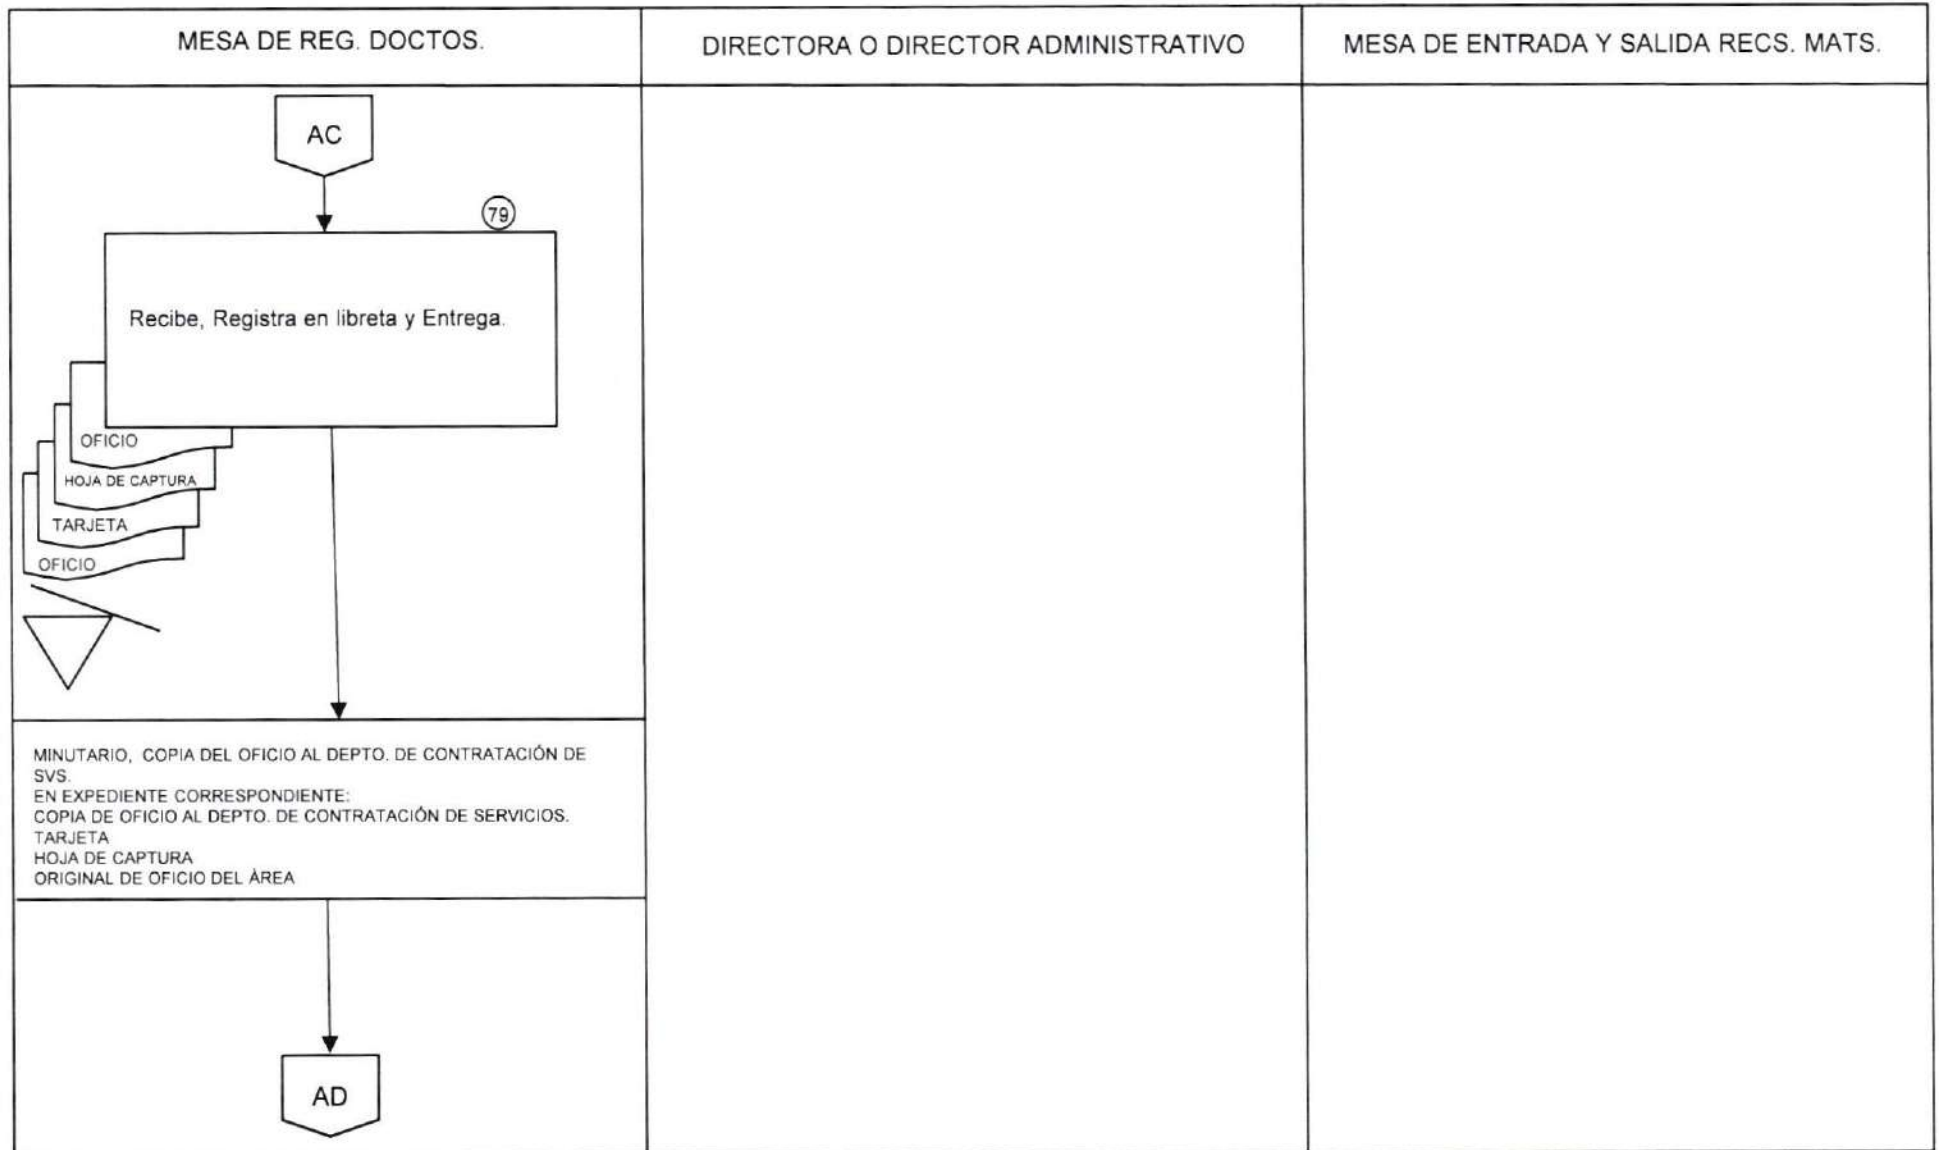 MESA DE REG. DOCTOS.
DIRECTORA O DIRECTOR ADMINISTRATIVO
MESA DE ENTRADA Y SALIDA RECS. MATS.
AC
79
Recibe, Registra en libreta y Entrega.
OFICIO
HOJA DE CAPTURA
TARJETA
OFICIO
MINUTARIO, COPIA DEL OFICIO AL DEPTO. DE CONTRATACIÓN DE
SVS.
EN EXPEDIENTE CORRESPONDIENTE:
COPIA DE OFICIO AL DEPTO. DE CONTRATACIÓN DE SERVICIOS.
TARJETA
HOJA DE CAPTURA
ORIGINAL DE OFICIO DEL ÀREA
AD